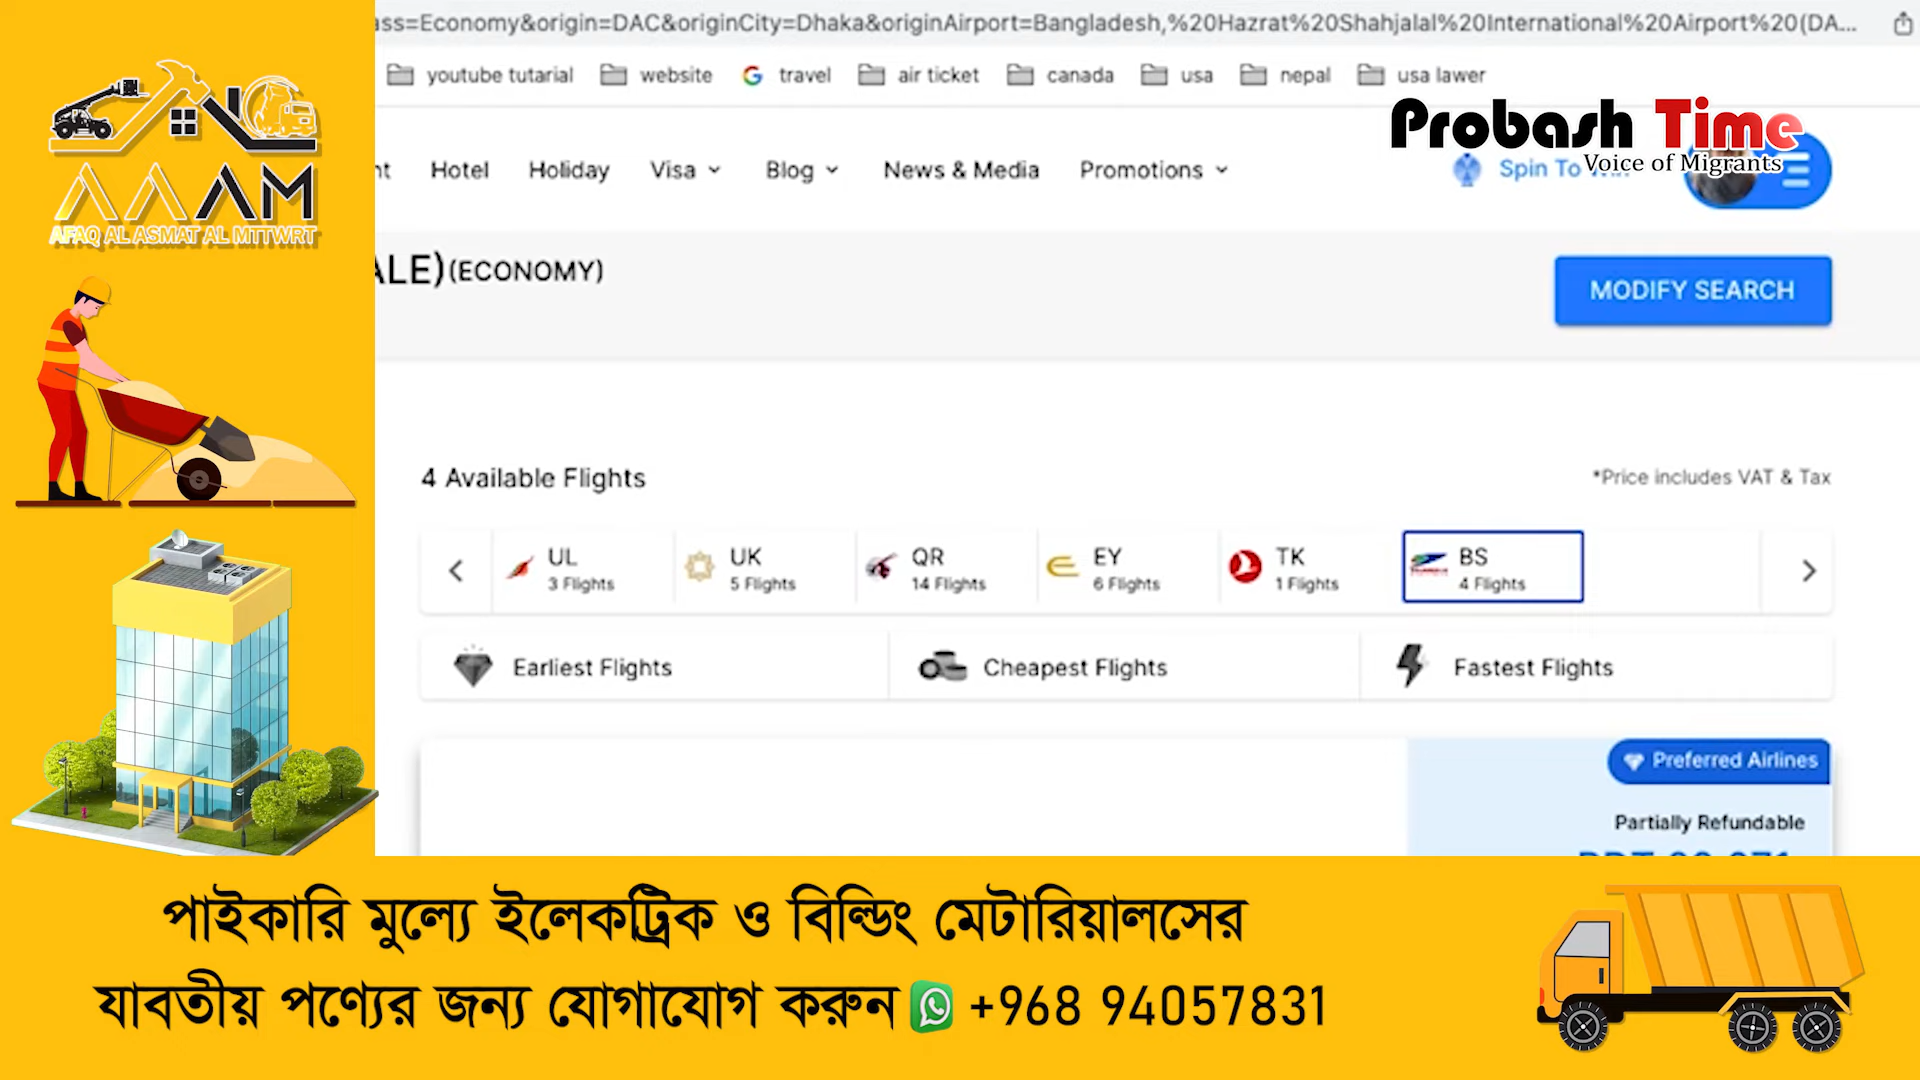 ass=Economy&origin=DAC&originCity=Dhaka&originAirport=Bangladesh,%20Hazrat%20Shahjalal%20International%20Airport%20(DA...
youtube tutarial
website
travel
air ticket
canada
usa
nepal
usa lawer
Probash Time
Voice of Migrants
Hotel
Holiday
Visa
Blog
News & Media
Promotions
Spin To
AAAM
AFAQ AL ASMAT AL MTTWRT
ALE)(ECONOMY)
MODIFY SEARCH
4 Available Flights
*Price includes VAT & Tax
UL
3 Flights
UK
5 Flights
QR
14 Flights
EY
6 Flights
TK
1 Flights
BS
4 Flights
Earliest Flights
Cheapest Flights
Fastest Flights
Preferred Airlines
Partially Refundable
পাইকারি মুল্যে ইলেকট্রিক ও বিল্ডিং মেটারিয়ালসের
যাবতীয় পণ্যের জন্য যোগাযোগ করুন +968 94057831